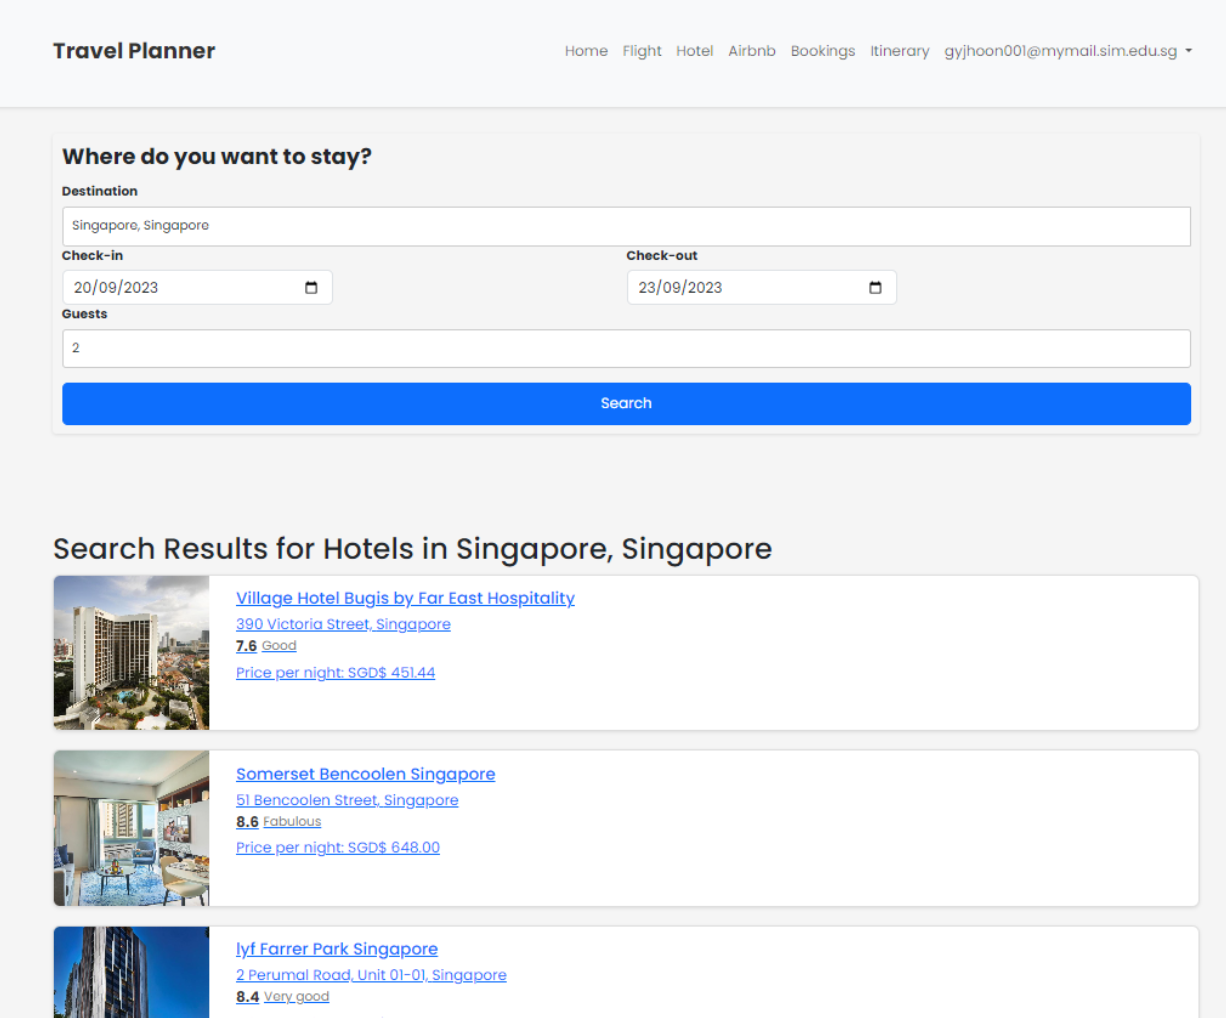 Travel Planner
Home Flight Hotel Airbnb Bookings Itinerary gyjhoon001@mymail.sim.edu.sg
Where do you want to stay?
Destination
Singapore, Singapore
Check-in Check-out
20/09/2023 23/09/2023
Guests
2
Search
Search Results for Hotels in Singapore, Singapore
Village Hotel Bugis by Far East Hospitality
390 Victoria Street, Singapore
7.6 Good
Price per night: SGD$ 451.44
Somerset Bencoolen Singapore
51 Bencoolen Street, Singapore
8.6 Fabulous
Price per night: SGD$ 648.00
lyf Farrer Park Singapore
2 Perumal Road, Unit 01-01, Singapore
8.4 Very good